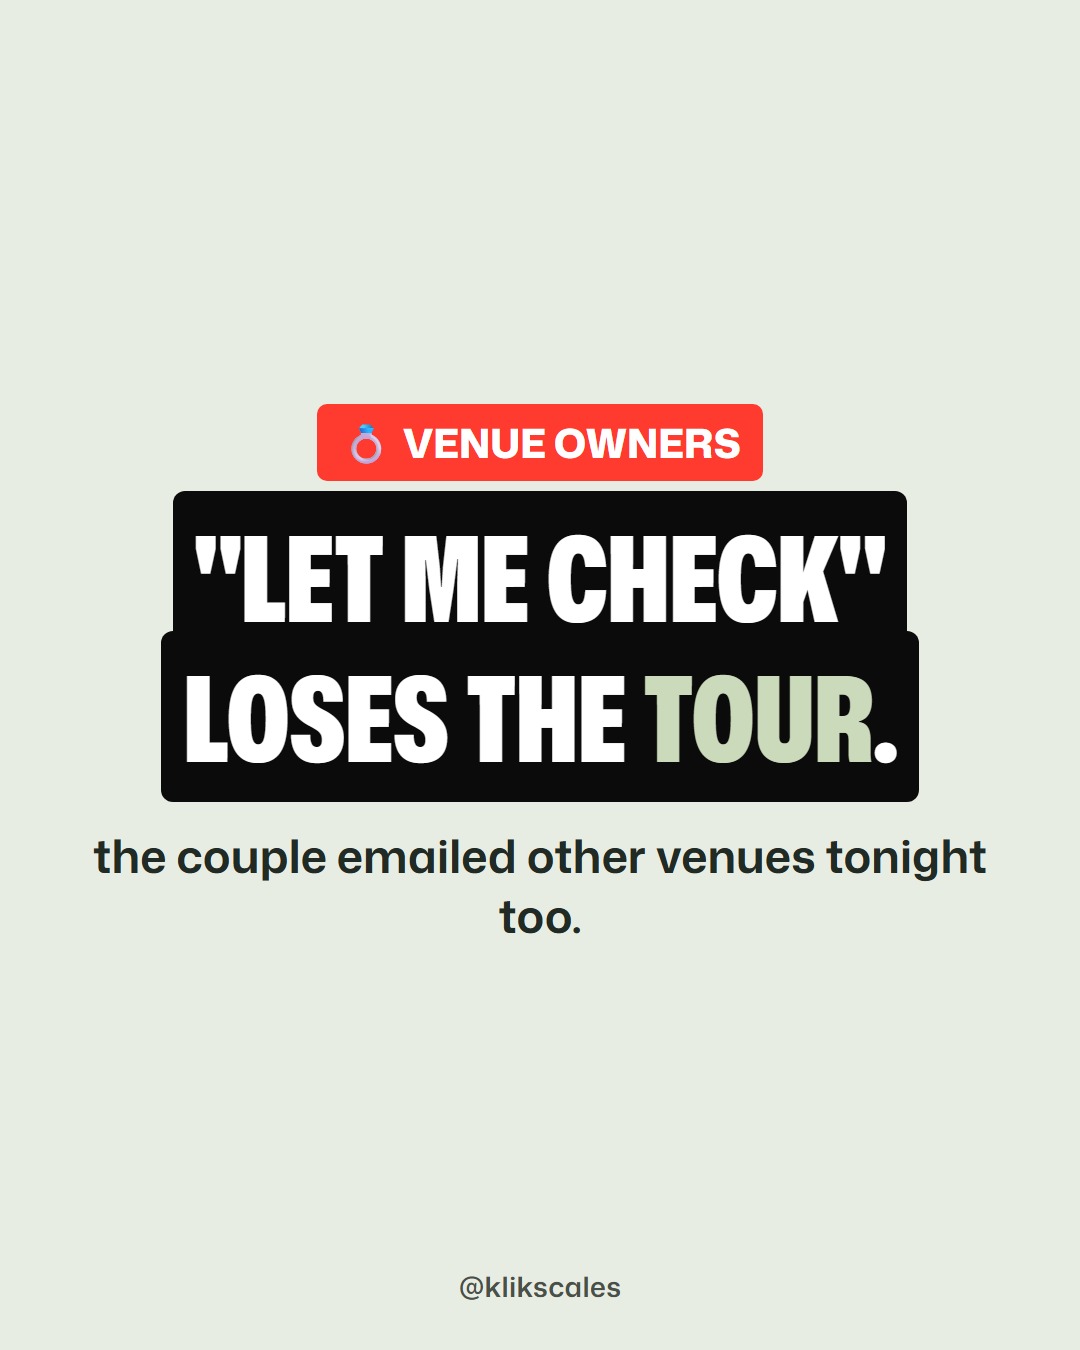 💍 VENUE OWNERS
"LET ME CHECK"
LOSES THE TOUR.
the couple emailed other venues tonight
too.
@klikscales